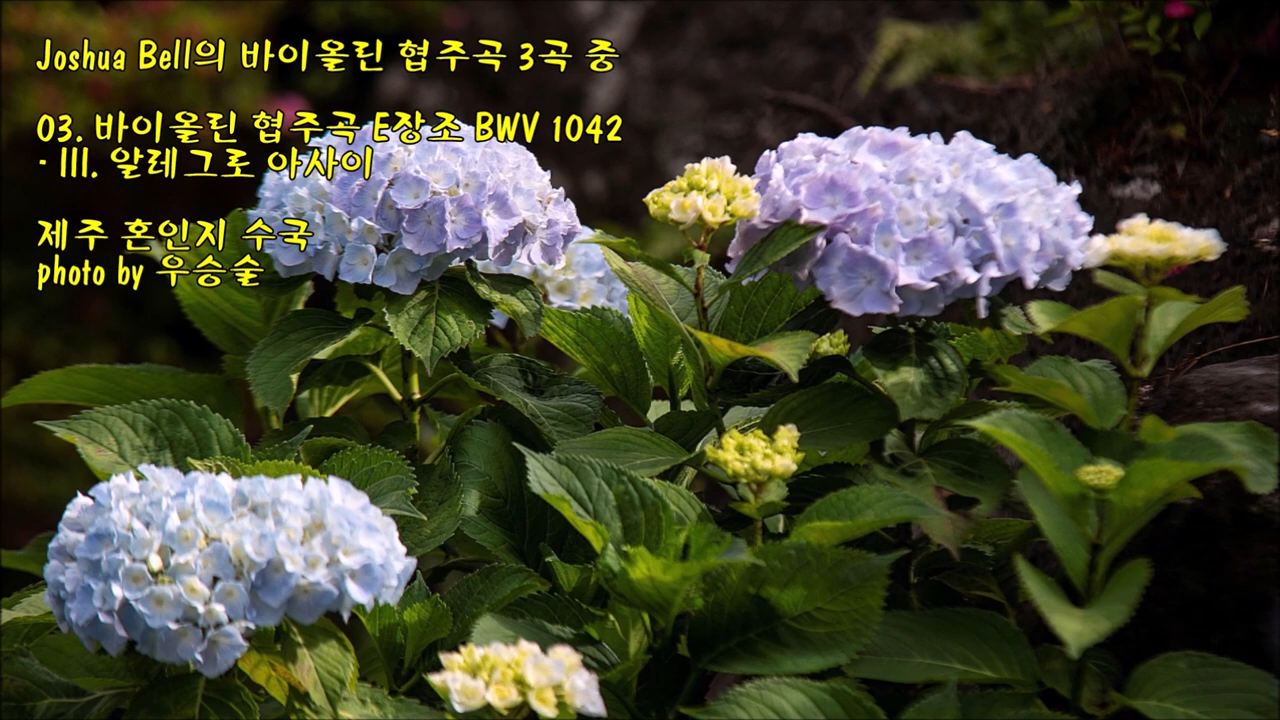 Joshua Bell의 바이올린 협주곡 3곡 중
03. 바이올린 협주곡 E장조 BWV 1042
- III. 알레그로 아사이
제주 혼인지 수국
photo by 우승술